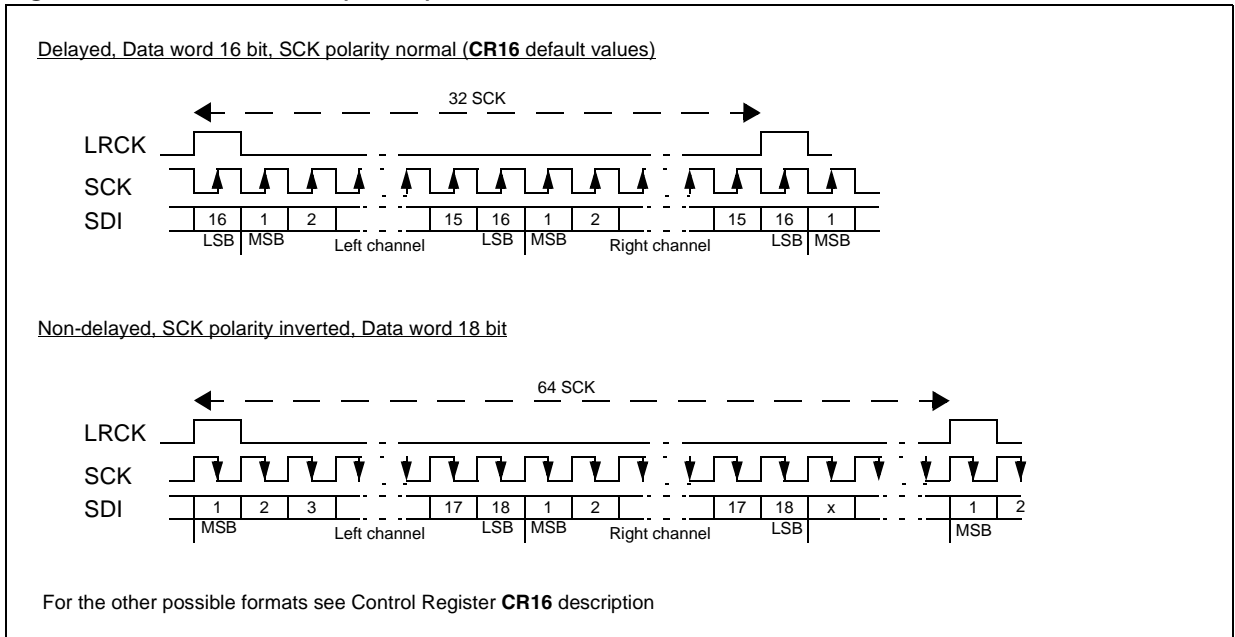 Delayed, Data word 16 bit, SCK polarity normal (CR16 default values)
32 SCK
LRCK
SCK
SDI 16 1 2 15 16 1 2 15 16 1
LSB MSB Left channel LSB MSB Right channel LSB MSB
Non-delayed, SCK polarity inverted, Data word 18 bit
64 SCK
LRCK
SCK
SDI 1 2 3 17 18 1 2 17 18 x 1 2
MSB Left channel LSB MSB Right channel LSB MSB
For the other possible formats see Control Register CR16 description